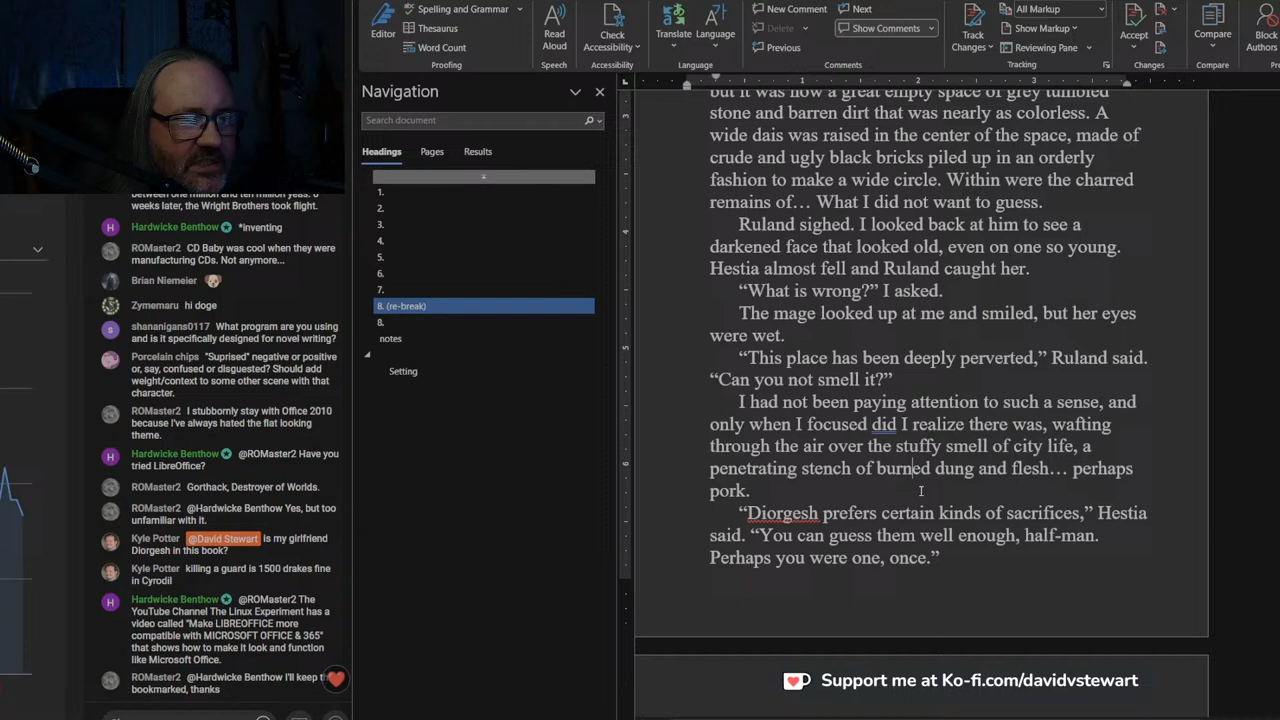 Editor
Spelling and Grammar
Thesaurus
Word Count
Proofing
Read
Aloud
Speech
Check
Accessibility
Accessibility
Translate
Language
Language
New Comment
Next
Delete
Show Comments
Previous
Comments
Track
Changes
All Markup
Show Markup
Reviewing Pane
Tracking
Accept
Changes
Compare
Compare
Block
Authors
Navigation
Search document
Headings
Pages
Results
1.
2.
3.
4.
5.
6.
7.
8. (re-break)
8.
notes
Setting
between one million and ten million years. 6
weeks later, the Wright Brothers took flight.
H
Hardwicke Benthow *Inventing
ROMaster2 CD Baby was cool when they were
manufacturing CDs. Not anymore...
Brian Niemeier
Zymemaru hi doge
s
shananigans0117 What program are you using
and is it specifically designed for novel writing?
Porcelain chips "Suprised" negative or positive
or, say, confused or disgusted? Should add
weight/context to some other scene with that
character.
ROMaster2 I stubbornly stay with Office 2010
because I've always hated the flat looking
theme.
H
Hardwicke Benthow @ROMaster2 Have you
tried LibreOffice?
ROMaster2 Gorthack, Destroyer of Worlds.
ROMaster2 @Hardwicke Benthow Yes, but too
unfamiliar with it.
Kyle Potter @David Stewart is my girlfriend
Diorgesh in this book?
Kyle Potter killing a guard is 1500 drakes fine
in Cyrodil
H
Hardwicke Benthow @ROMaster2 The
YouTube Channel The Linux Experiment has a
video called "Make LIBREOFFICE more
compatible with MICROSOFT OFFICE & 365"
that shows how to make it look and function
like Microsoft Office.
ROMaster2 @Hardwicke Benthow I'll keep
bookmarked, thanks
1
2
3
3
4
5
6
but it was now a great empty space of grey tumbled
stone and barren dirt that was nearly as colorless. A
wide dais was raised in the center of the space, made of
crude and ugly black bricks piled up in an orderly
fashion to make a wide circle. Within were the charred
remains of… What I did not want to guess.
Ruland sighed. I looked back at him to see a
darkened face that looked old, even on one so young.
Hestia almost fell and Ruland caught her.
“What is wrong?” I asked.
The mage looked up at me and smiled, but her eyes
were wet.
“This place has been deeply perverted,” Ruland said.
“Can you not smell it?”
I had not been paying attention to such a sense, and
only when I focused did I realize there was, wafting
through the air over the stuffy smell of city life, a
penetrating stench of burned dung and flesh… perhaps
pork.
“Diorgesh prefers certain kinds of sacrifices,” Hestia
said. “You can guess them well enough, half-man.
Perhaps you were one, once.”
Support me at Ko-fi.com/davidvstewart